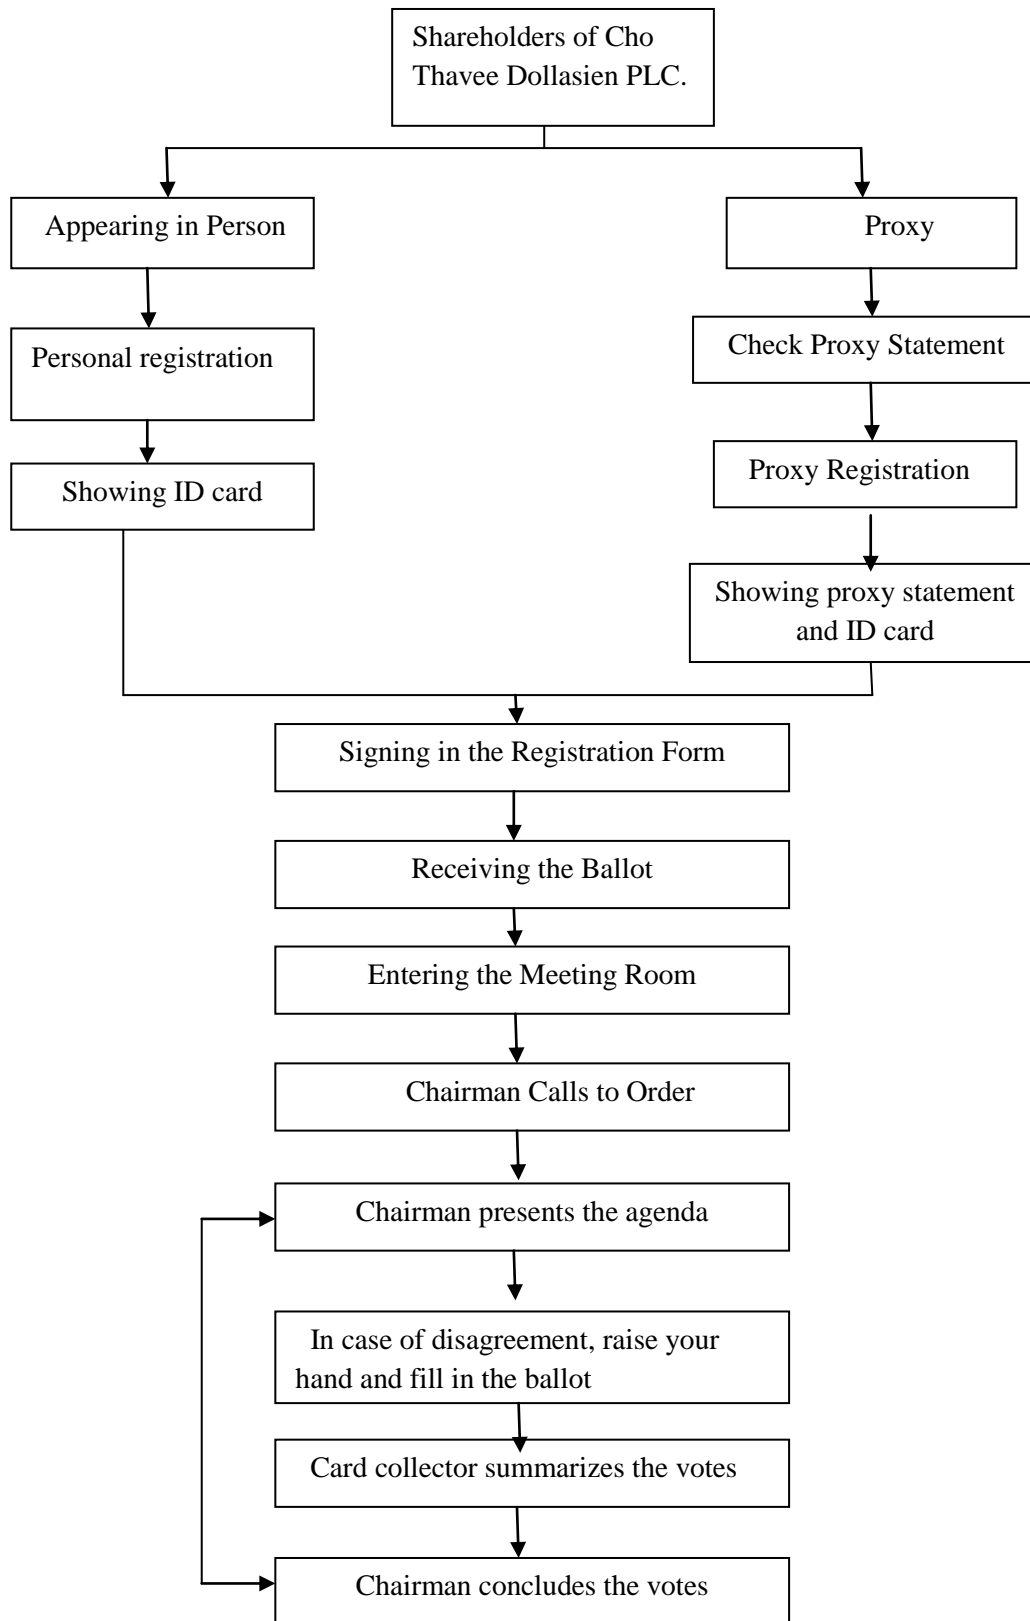 Shareholders of Cho
Thavee Dollasien PLC.
Appearing in Person
Proxy
Personal registration
Check Proxy Statement
Showing ID card
Proxy Registration
Showing proxy statement
and ID card
Signing in the Registration Form
Receiving the Ballot
Entering the Meeting Room
Chairman Calls to Order
Chairman presents the agenda
In case of disagreement, raise your
hand and fill in the ballot
Card collector summarizes the votes
Chairman concludes the votes